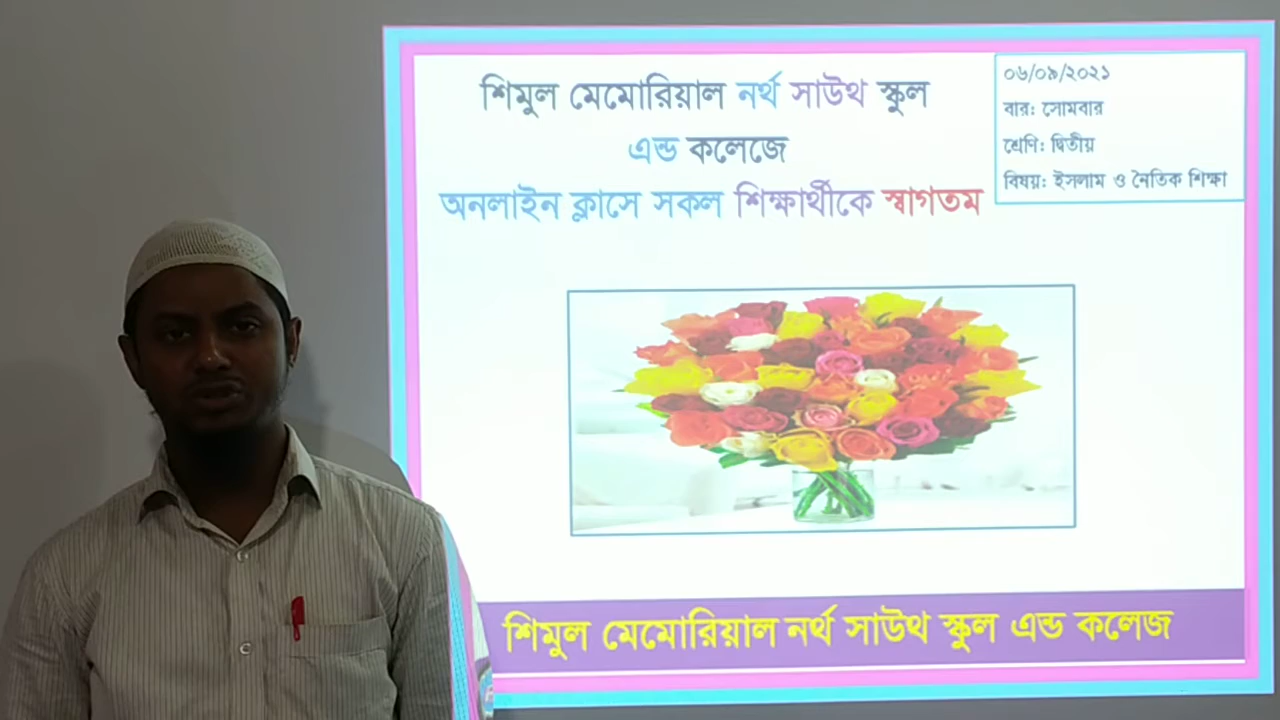 শিমুল মেমোরিয়াল নর্থ সাউথ স্কুল
এন্ড কলেজে
অনলাইন ক্লাসে সকল শিক্ষার্থীকে স্বাগতম
০৬/০৯/২০২১
বার: সোমবার
শ্রেণি: দ্বিতীয়
বিষয়: ইসলাম ও নৈতিক শিক্ষা
শিমুল মেমোরিয়াল নর্থ সাউথ স্কুল এন্ড কলেজ